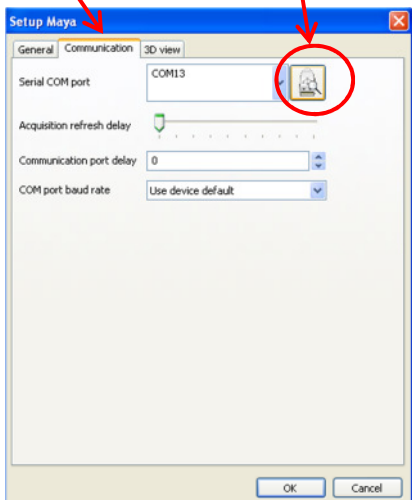 Setup Maya
General Communication 3D view
Serial COM port COM13
Acquisition refresh delay
Communication port delay 0
COM port baud rate Use device default
OK Cancel